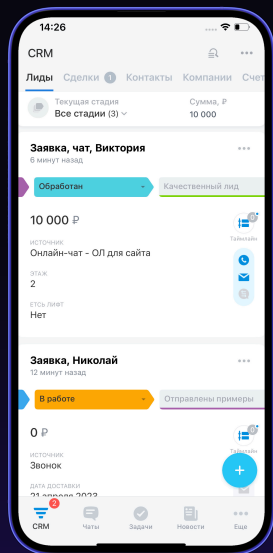 14:26
CRM
Лиды Сделки 1 Контакты Компании Счет
Текущая стадия Сумма, ₽
Все стадии (3) 10 000
Заявка, чат, Виктория
6 минут назад
Обработан Качественный лид
10 000 ₽
Таймлайн
ИСТОЧНИК
Онлайн-чат - ОЛ для сайта
ЭТАЖ
2
ЕТСЬ ЛИФТ
Нет
Заявка, Николай
12 минут назад
В работе Отправлены примеры
0 ₽
Таймлайн
ИСТОЧНИК
Звонок
ДАТА ДОСТАВКИ
21 апреля 2023
2
CRM Чаты Задачи Новости Еще